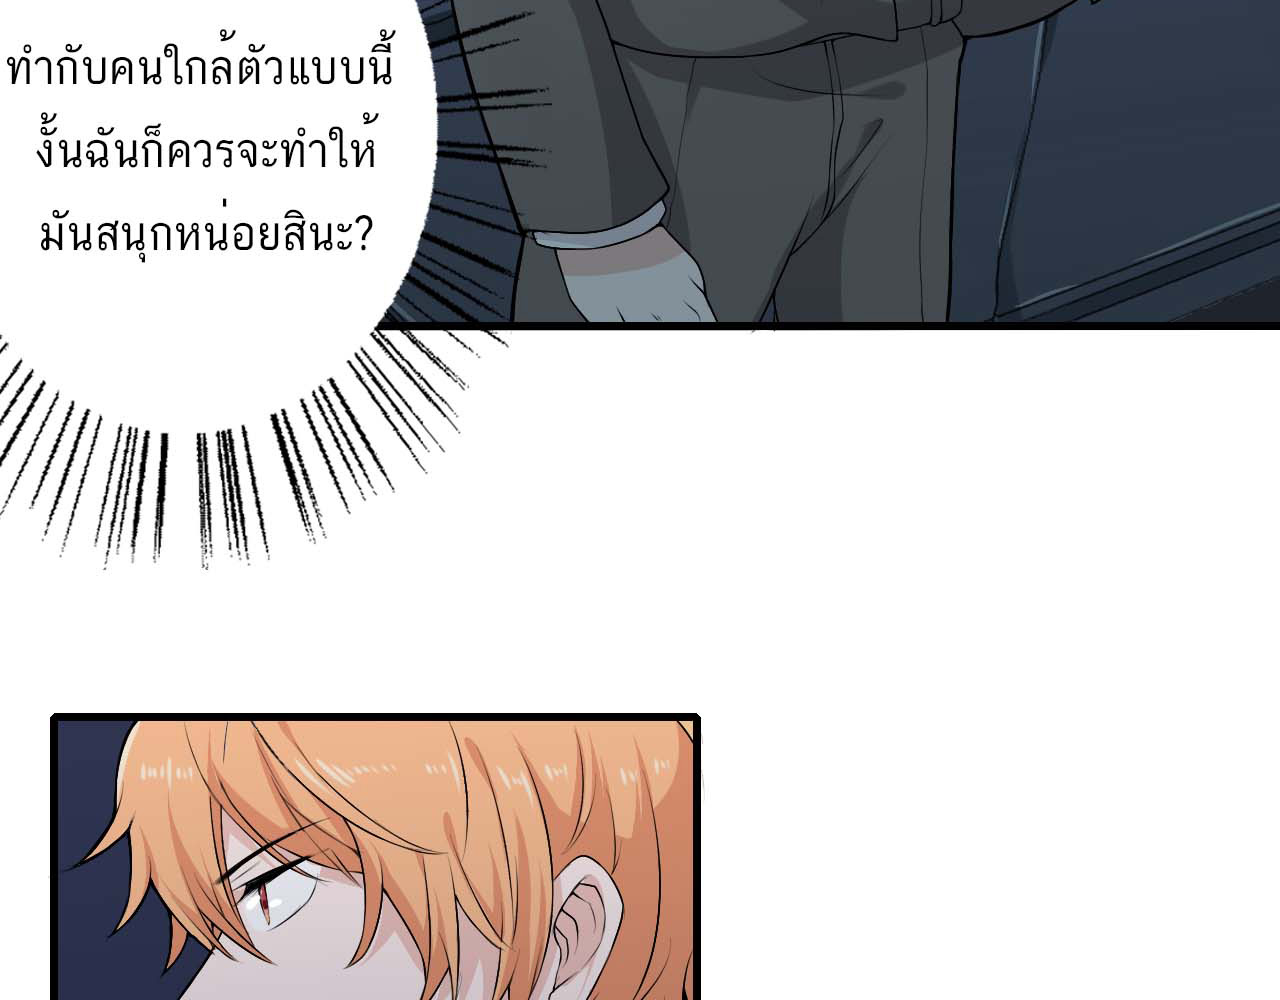 ทำกับคนใกล้ตัวแบบนี้
งั้นฉันก็ควรจะทำให้
มันสนุกหน่อยสินะ?